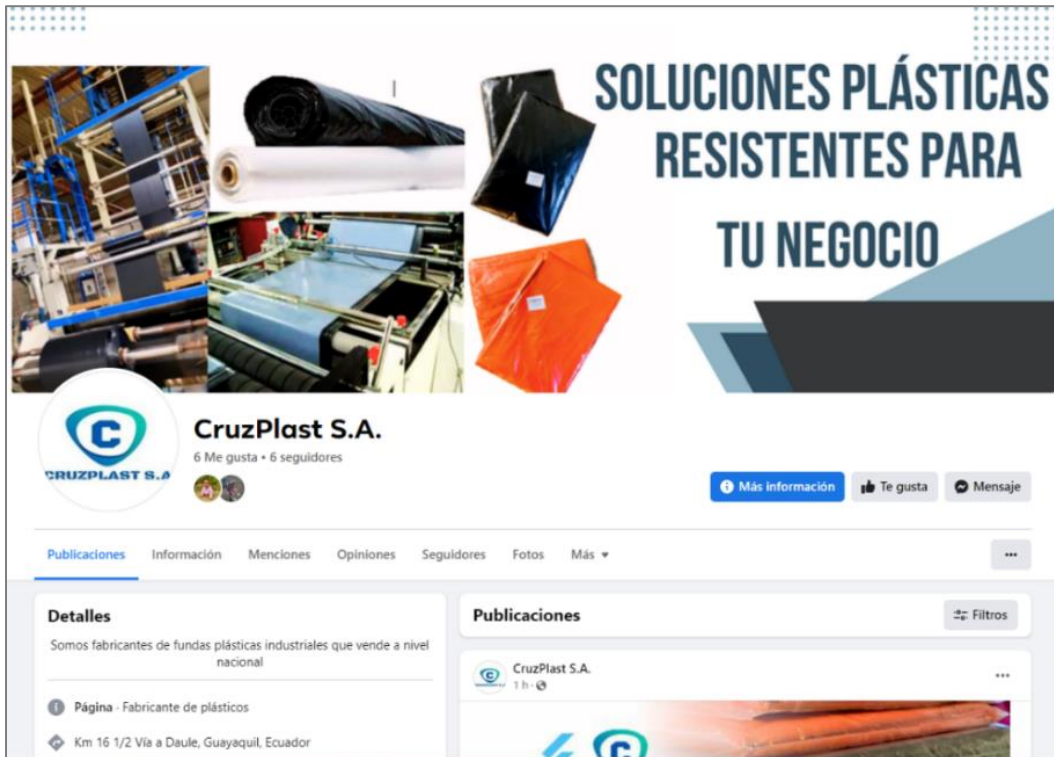 SOLUCIONES PLÁSTICAS
RESISTENTES PARA
TU NEGOCIO
CRUZPLAST S.A
CruzPlast S.A.
6 Me gusta • 6 seguidores
Más información
Te gusta
Mensaje
Publicaciones
Información
Menciones
Opiniones
Seguidores
Fotos
Más
Detalles
Somos fabricantes de fundas plásticas industriales que vende a nivel
nacional
Página · Fabricante de plásticos
Km 16 1/2 Vía a Daule, Guayaquil, Ecuador
Publicaciones
Filtros
CruzPlast S.A.
1 h ·